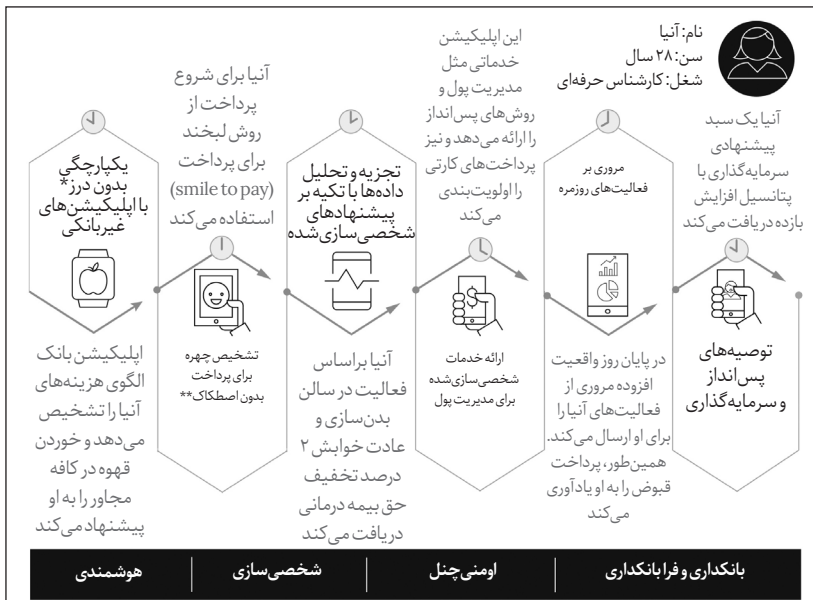 نام: آنیا
سن: ۲۸ سال
شغل: کارشناس حرفه‌ای
آنیا یک سبد
پیشنهادی
سرمایه‌گذاری با
پتانسیل افزایش
بازده دریافت می‌کند
توصیه‌های
پس‌انداز
و سرمایه‌گذاری
مروری بر
فعالیت‌های روزمره
در پایان روز واقعیت
افزوده مروری از
فعالیت‌های آنیا را
برای او ارسال می‌کند.
همین‌طور، پرداخت
قبوض را به او یادآوری
می‌کند
این اپلیکیشن
خدماتی مثل
مدیریت پول و
روش‌های پس‌انداز
را ارائه می‌دهد و نیز
پرداخت‌های کارتی
را اولویت‌بندی
می‌کند
ارائه خدمات
شخصی‌سازی‌شده
برای مدیریت پول
تجزیه و تحلیل
داده‌ها با تکیه بر
پیشنهادهای
شخصی‌سازی‌شده
آنیا براساس
فعالیت در سالن
بدن‌سازی و
عادت خوابش ۲
درصد تخفیف
حق بیمه درمانی
دریافت می‌کند
آنیا برای شروع
پرداخت از
روش لبخند
برای پرداخت
(smile to pay)
استفاده می‌کند
تشخیص چهره
برای پرداخت
بدون اصطکاک**
یکپارچگی
بدون درز*
با اپلیکیشن‌های
غیربانکی
اپلیکیشن بانک
الگوی هزینه‌های
آنیا را تشخیص
می‌دهد و خوردن
قهوه در کافه
مجاور را به او
پیشنهاد می‌کند
بانکداری و فرا بانکداری
اومنی‌چنل
شخصی‌سازی
هوشمندی